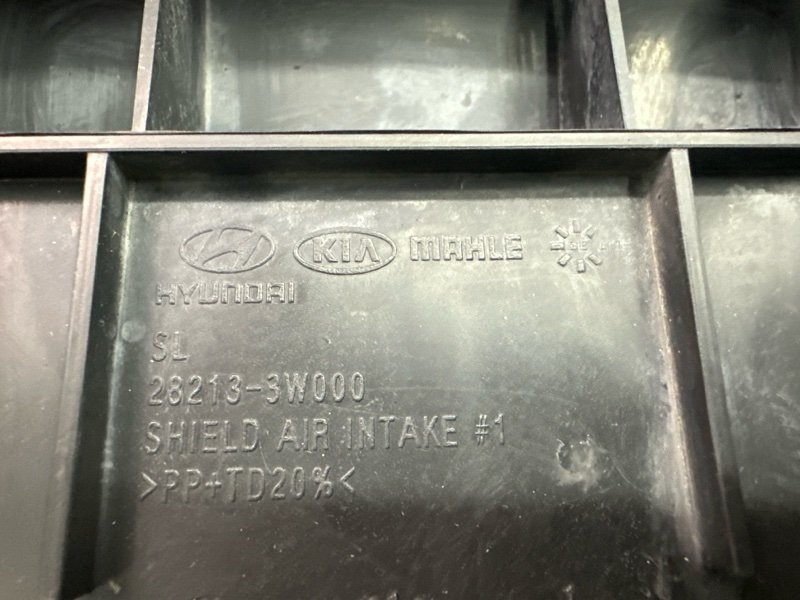 KIA MAHLE
HYUNDAI
SL
28213-3W000
SHIELD AIR INTAKE #1
>PP+TD20%<